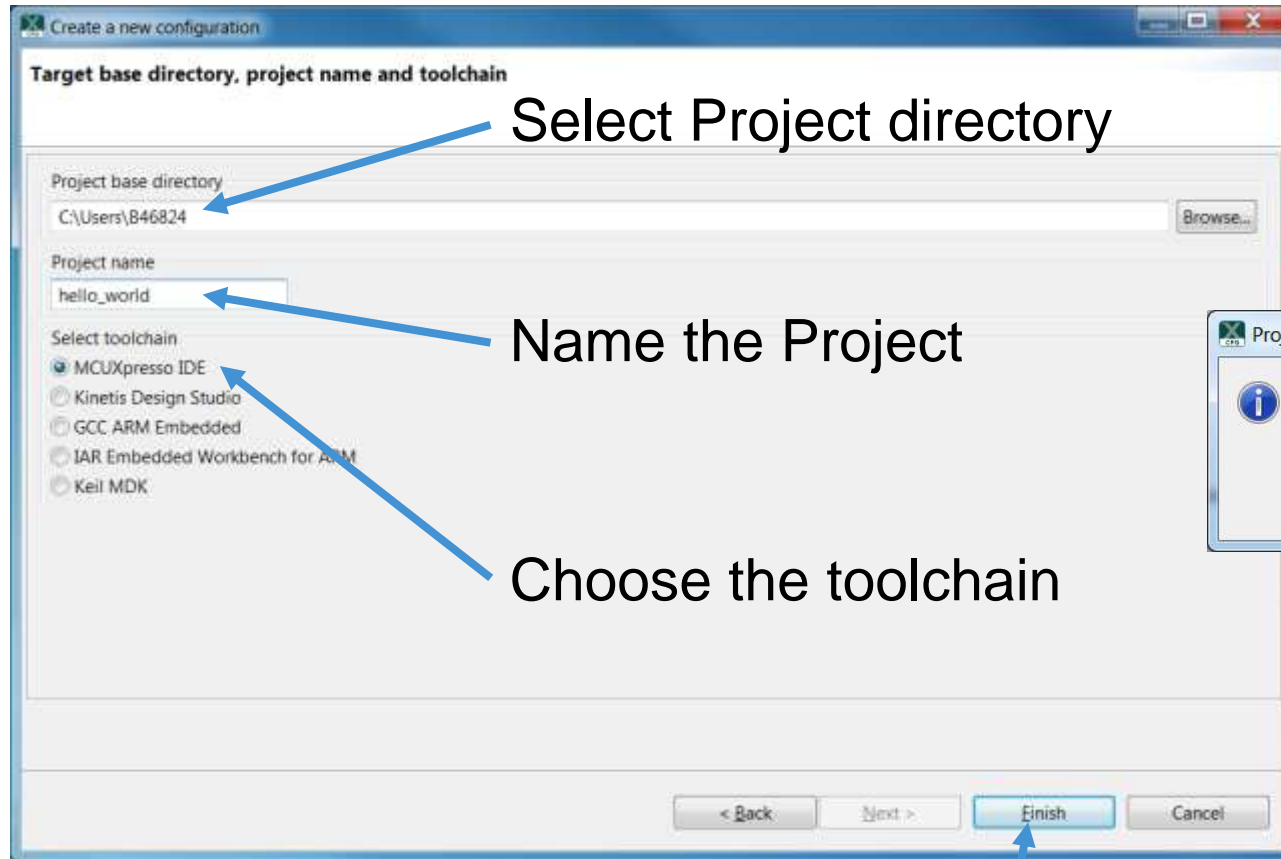 Create a new configuration
Target base directory, project name and toolchain
Select Project directory
Project base directory
C:\Users\B46824
Browse...
Project name
hello_world
Name the Project
Select toolchain
MCUXpresso IDE
Kinetis Design Studio
GCC ARM Embedded
IAR Embedded Workbench for ARM
Keil MDK
Choose the toolchain
< Back
Next >
Finish
Cancel